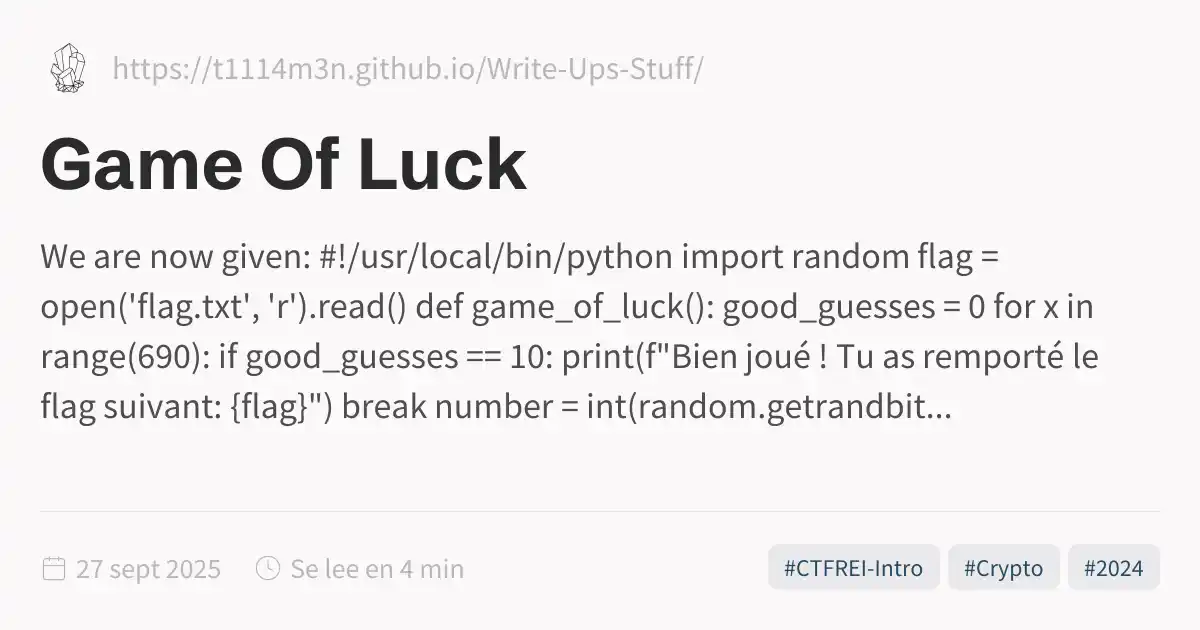 https://t1114m3n.github.io/Write-Ups-Stuff/
Game Of Luck
We are now given: #!/usr/local/bin/python import random flag =
open('flag.txt', 'r').read() def game_of_luck(): good_guesses = 0 for x in
range(690): if good_guesses == 10: print(f"Bien joué ! Tu as remporté le
flag suivant: {flag}") break number = int(random.getrandbit...
27 sept 2025 Se lee en 4 min #CTFREI-Intro #Crypto #2024